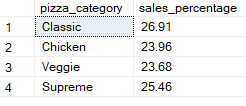 pizza_category sales_percentage
1 Classic 26.91
2 Chicken 23.96
3 Veggie 23.68
4 Supreme 25.46